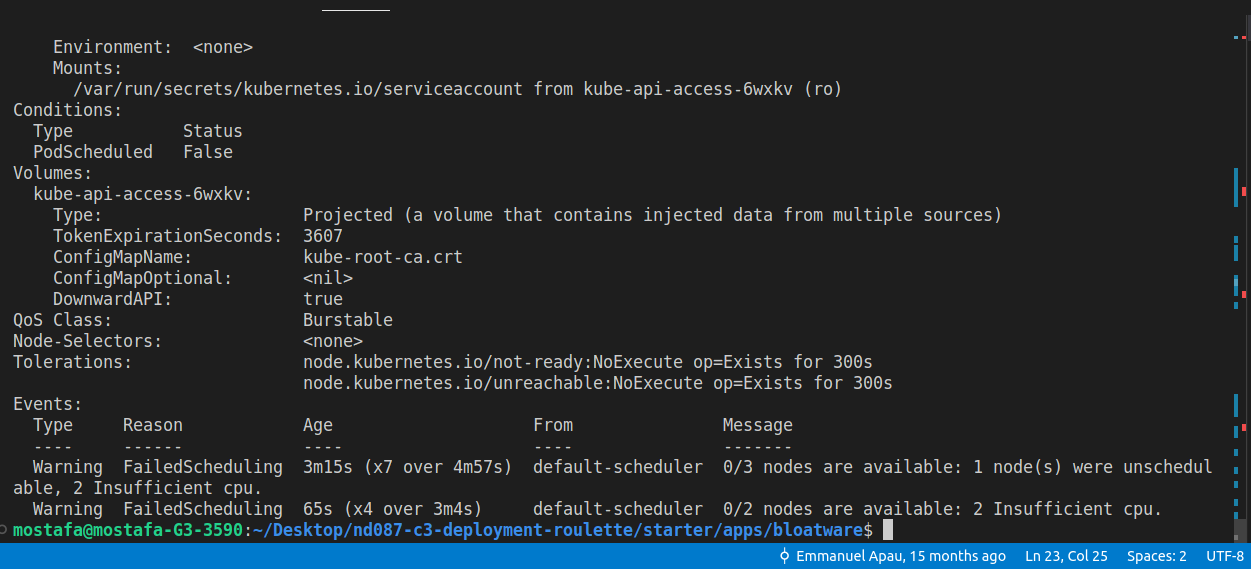 Environment:  <none>
    Mounts:
      /var/run/secrets/kubernetes.io/serviceaccount from kube-api-access-6wxkv (ro)
Conditions:
  Type           Status
  PodScheduled   False
Volumes:
  kube-api-access-6wxkv:
    Type:                    Projected (a volume that contains injected data from multiple sources)
    TokenExpirationSeconds:  3607
    ConfigMapName:           kube-root-ca.crt
    ConfigMapOptional:       <nil>
    DownwardAPI:             true
QoS Class:                   Burstable
Node-Selectors:              <none>
Tolerations:                 node.kubernetes.io/not-ready:NoExecute op=Exists for 300s
                             node.kubernetes.io/unreachable:NoExecute op=Exists for 300s
Events:
  Type     Reason            Age                    From               Message
  ----     ------            ----                   ----               -------
  Warning  FailedScheduling  3m15s (x7 over 4m57s)  default-scheduler  0/3 nodes are available: 1 node(s) were unschedul
able, 2 Insufficient cpu.
  Warning  FailedScheduling  65s (x4 over 3m4s)     default-scheduler  0/2 nodes are available: 2 Insufficient cpu.
mostafa@mostafa-G3-3590:~/Desktop/nd087-c3-deployment-roulette/starter/apps/bloatware$
Emmanuel Apau, 15 months ago   Ln 23, Col 25   Spaces: 2   UTF-8